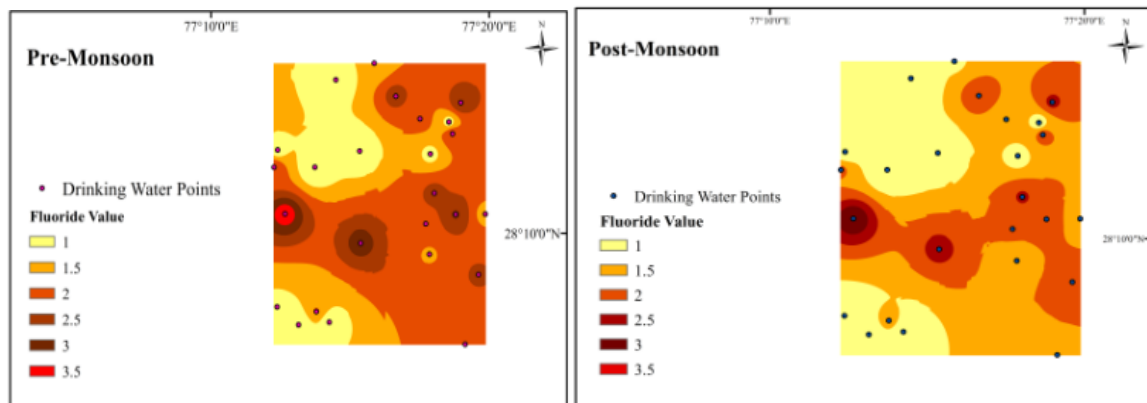 77°10'0"E
77°20'0"E
N
Pre-Monsoon
Drinking Water Points
Fluoride Value
1
1.5
2
2.5
3
3.5
28°10'0"N
77°10'0"E
77°20'0"E
N
Post-Monsoon
Drinking Water Points
Fluoride Value
1
1.5
2
2.5
3
3.5
28°10'0"N